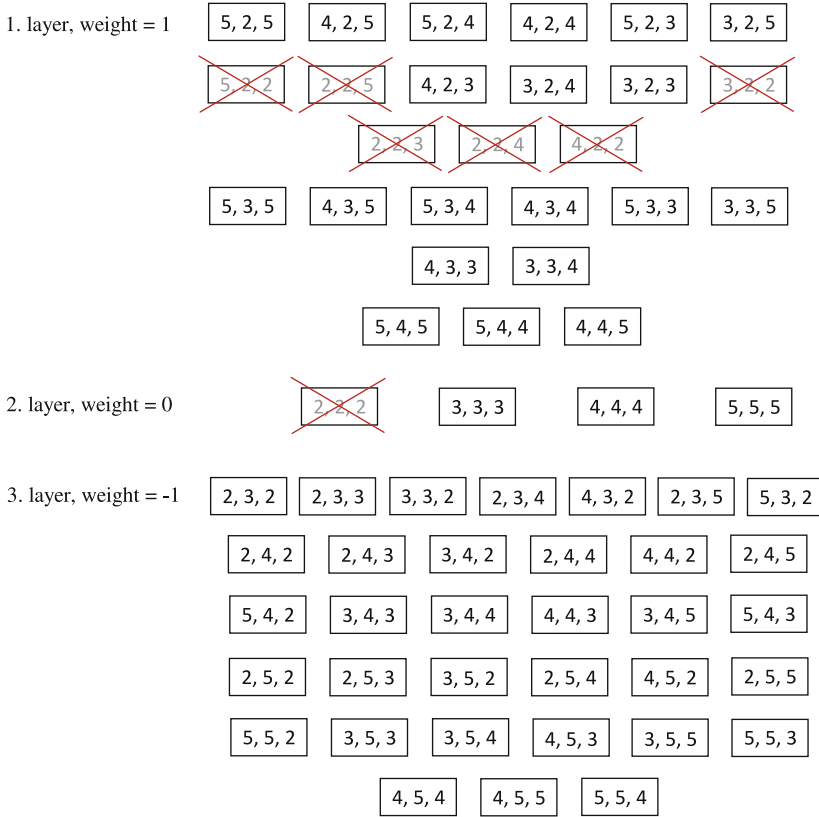 1. layer, weight = 1 5, 2, 5 4, 2, 5 5, 2, 4 4, 2, 4 5, 2, 3 3, 2, 5
5, 2, 2 2, 2, 5 4, 2, 3 3, 2, 4 3, 2, 3 3, 2, 2
2, 2, 3 2, 2, 4 4, 2, 2
5, 3, 5 4, 3, 5 5, 3, 4 4, 3, 4 5, 3, 3 3, 3, 5
4, 3, 3 3, 3, 4
5, 4, 5 5, 4, 4 4, 4, 5
2. layer, weight = 0 2, 2, 2 3, 3, 3 4, 4, 4 5, 5, 5
3. layer, weight = -1 2, 3, 2 2, 3, 3 3, 3, 2 2, 3, 4 4, 3, 2 2, 3, 5 5, 3, 2
2, 4, 2 2, 4, 3 3, 4, 2 2, 4, 4 4, 4, 2 2, 4, 5
5, 4, 2 3, 4, 3 3, 4, 4 4, 4, 3 3, 4, 5 5, 4, 3
2, 5, 2 2, 5, 3 3, 5, 2 2, 5, 4 4, 5, 2 2, 5, 5
5, 5, 2 3, 5, 3 3, 5, 4 4, 5, 3 3, 5, 5 5, 5, 3
4, 5, 4 4, 5, 5 5, 5, 4